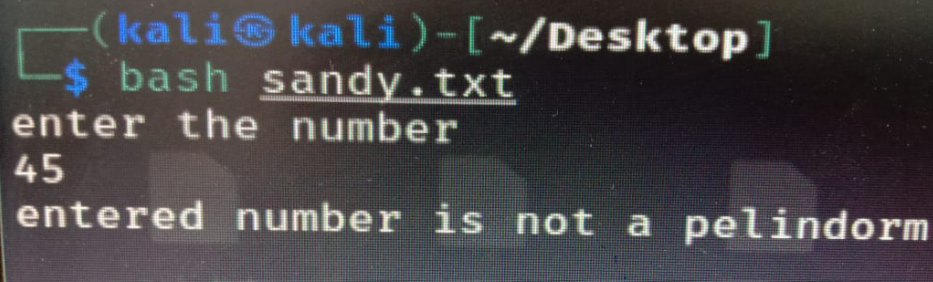 ┌──(kali㉿kali)-[~/Desktop]
└─$ bash sandy.txt
enter the number
45
entered number is not a pelindorm